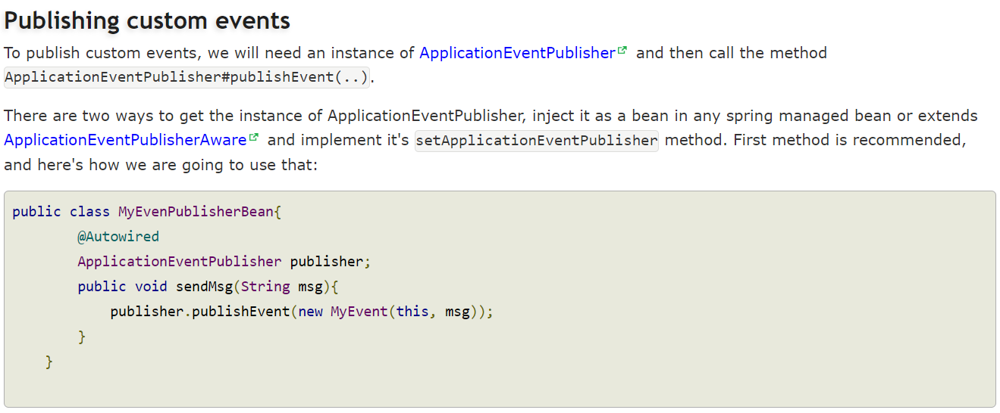 Publishing custom events
To publish custom events, we will need an instance of ApplicationEventPublisher and then call the method
ApplicationEventPublisher#publishEvent(..).
There are two ways to get the instance of ApplicationEventPublisher, inject it as a bean in any spring managed bean or extends
ApplicationEventPublisherAware and implement it's setApplicationEventPublisher method. First method is recommended,
and here's how we are going to use that:
public class MyEvenPublisherBean{
        @Autowired
        ApplicationEventPublisher publisher;
        public void sendMsg(String msg){
            publisher.publishEvent(new MyEvent(this, msg));
        }
    }